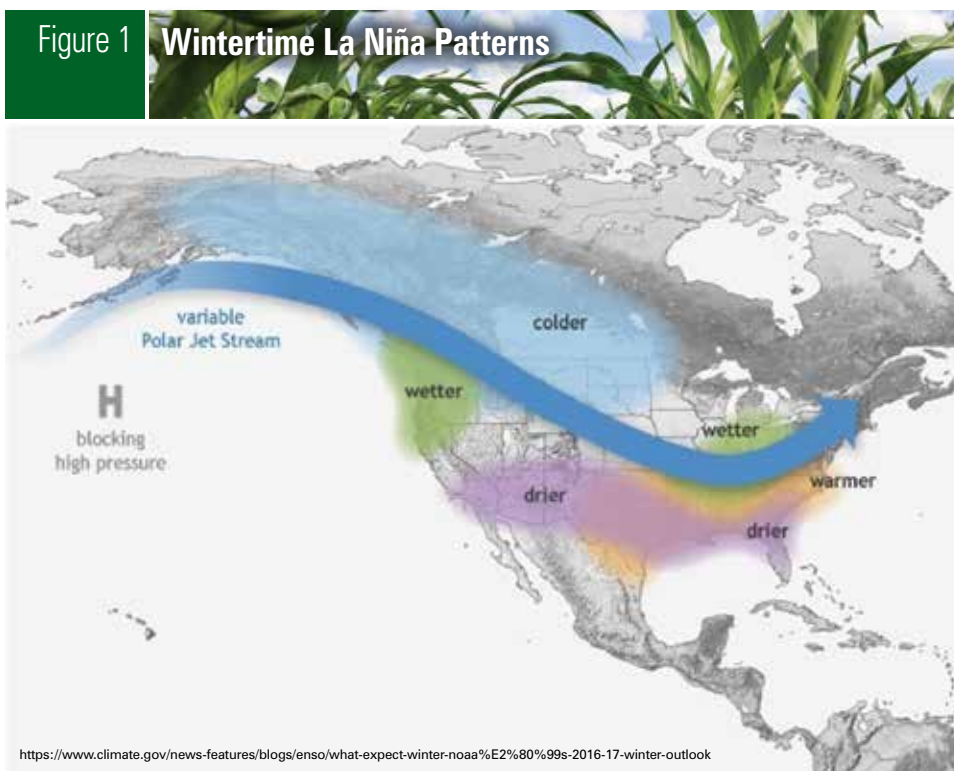 Figure 1
Wintertime La Niña Patterns
variable
Polar Jet Stream
colder
H
blocking
high pressure
wetter
wetter
warmer
drier
drier
https://www.climate.gov/news-features/blogs/enso/what-expect-winter-noaa%E2%80%99s-2016-17-winter-outlook